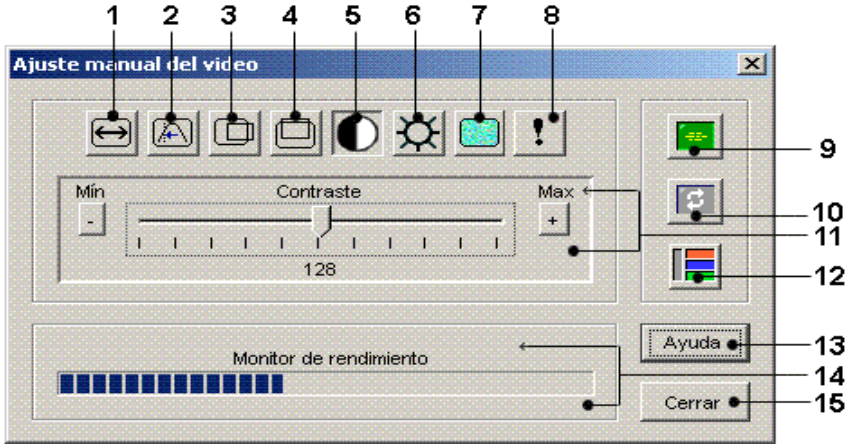 1 2 3 4 5 6 7 8
Ajuste manual del video
9
Mín Contraste Max
- +
10
11
128
12
Ayuda 13
Monitor de rendimiento
14
Cerrar 15